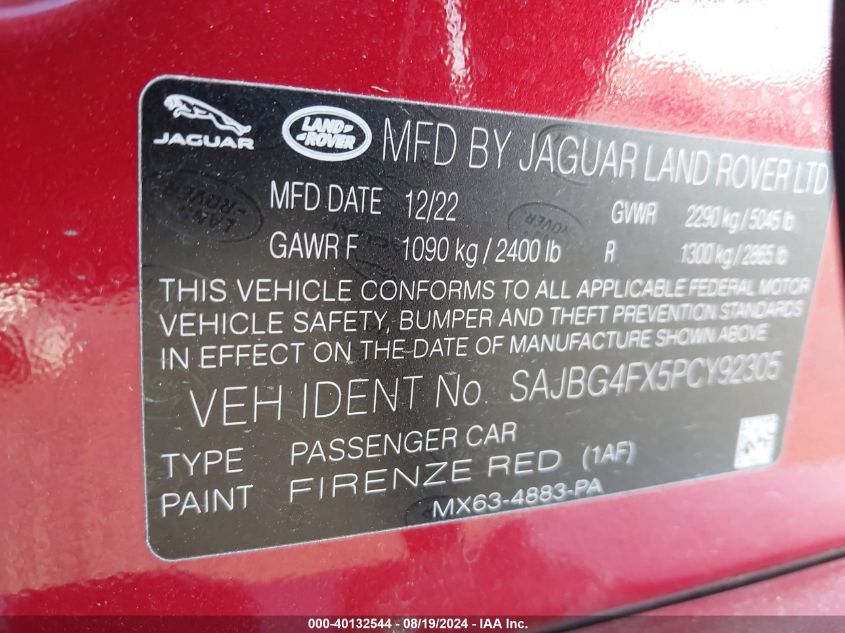 JAGUAR LAND ROVER MFD BY JAGUAR LAND ROVER LTD
MFD DATE 12/22 GVWR 2290 kg / 5045 lb
GAWR F 1090 kg / 2400 lb R 1300 kg / 2865 lb
THIS VEHICLE CONFORMS TO ALL APPLICABLE FEDERAL MOTOR
VEHICLE SAFETY, BUMPER AND THEFT PREVENTION STANDARDS
IN EFFECT ON THE DATE OF MANUFACTURE SHOWN ABOVE
VEH IDENT No. SAJBG4FX5PCY92305
TYPE PASSENGER CAR
PAINT FIRENZE RED (1AF)
MX63-4883-PA
000-40132544 - 08/19/2024 - IAA Inc.